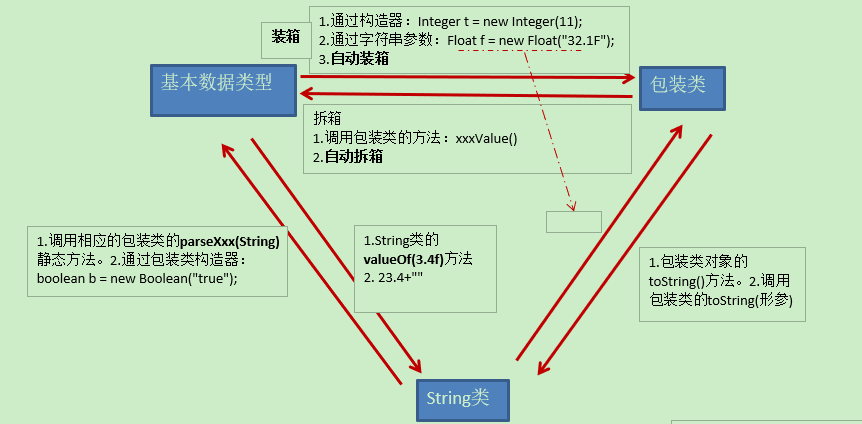 装箱
1.通过构造器：Integer t = new Integer(11);
2.通过字符串参数：Float f = new Float("32.1F");
3.自动装箱
基本数据类型
包装类
拆箱
1.调用包装类的方法：xxxValue()
2.自动拆箱
1.调用相应的包装类的parseXxx(String)
静态方法。2.通过包装类构造器：
boolean b = new Boolean("true");
1.String类的
valueOf(3.4f)方法
2. 23.4+""
1.包装类对象的
toString()方法。2.调用
包装类的toString(形参)
String类